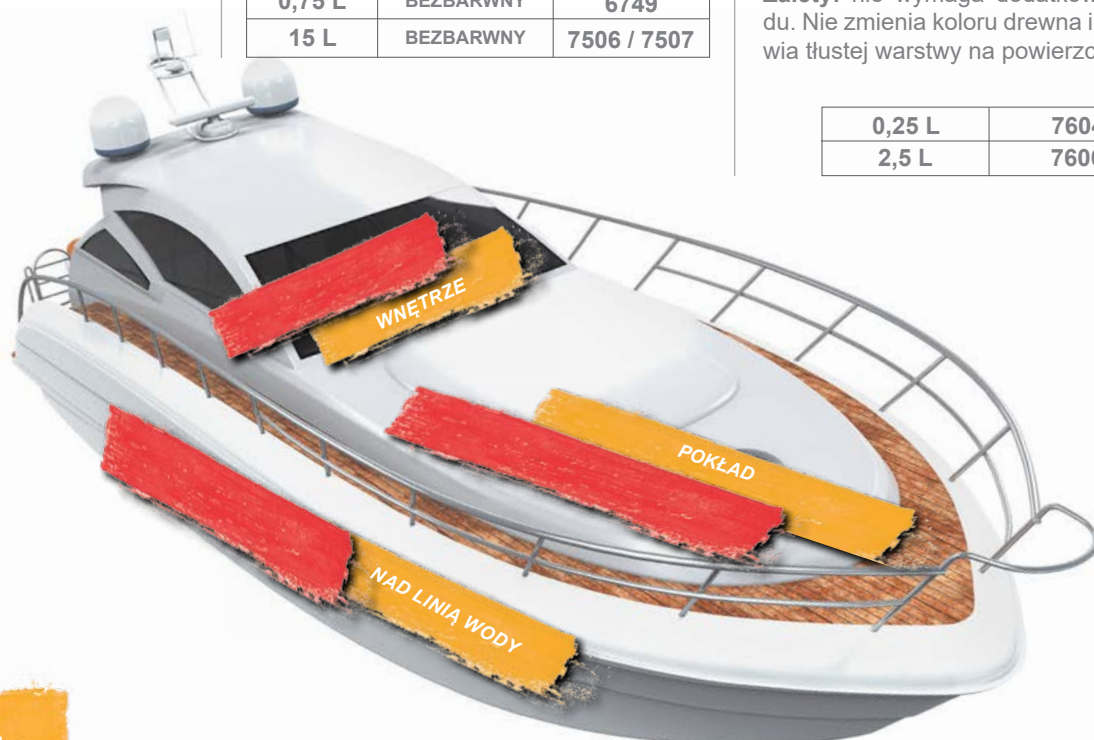 0,75 L BEZBARWNY 6749
15 L BEZBARWNY 7506 / 7507
du. Nie zmienia koloru drewna i
wia tłustej warstwy na powierzc
0,25 L 760
2,5 L 760
WNĘTRZE
POKŁAD
NAD LINIĄ WODY